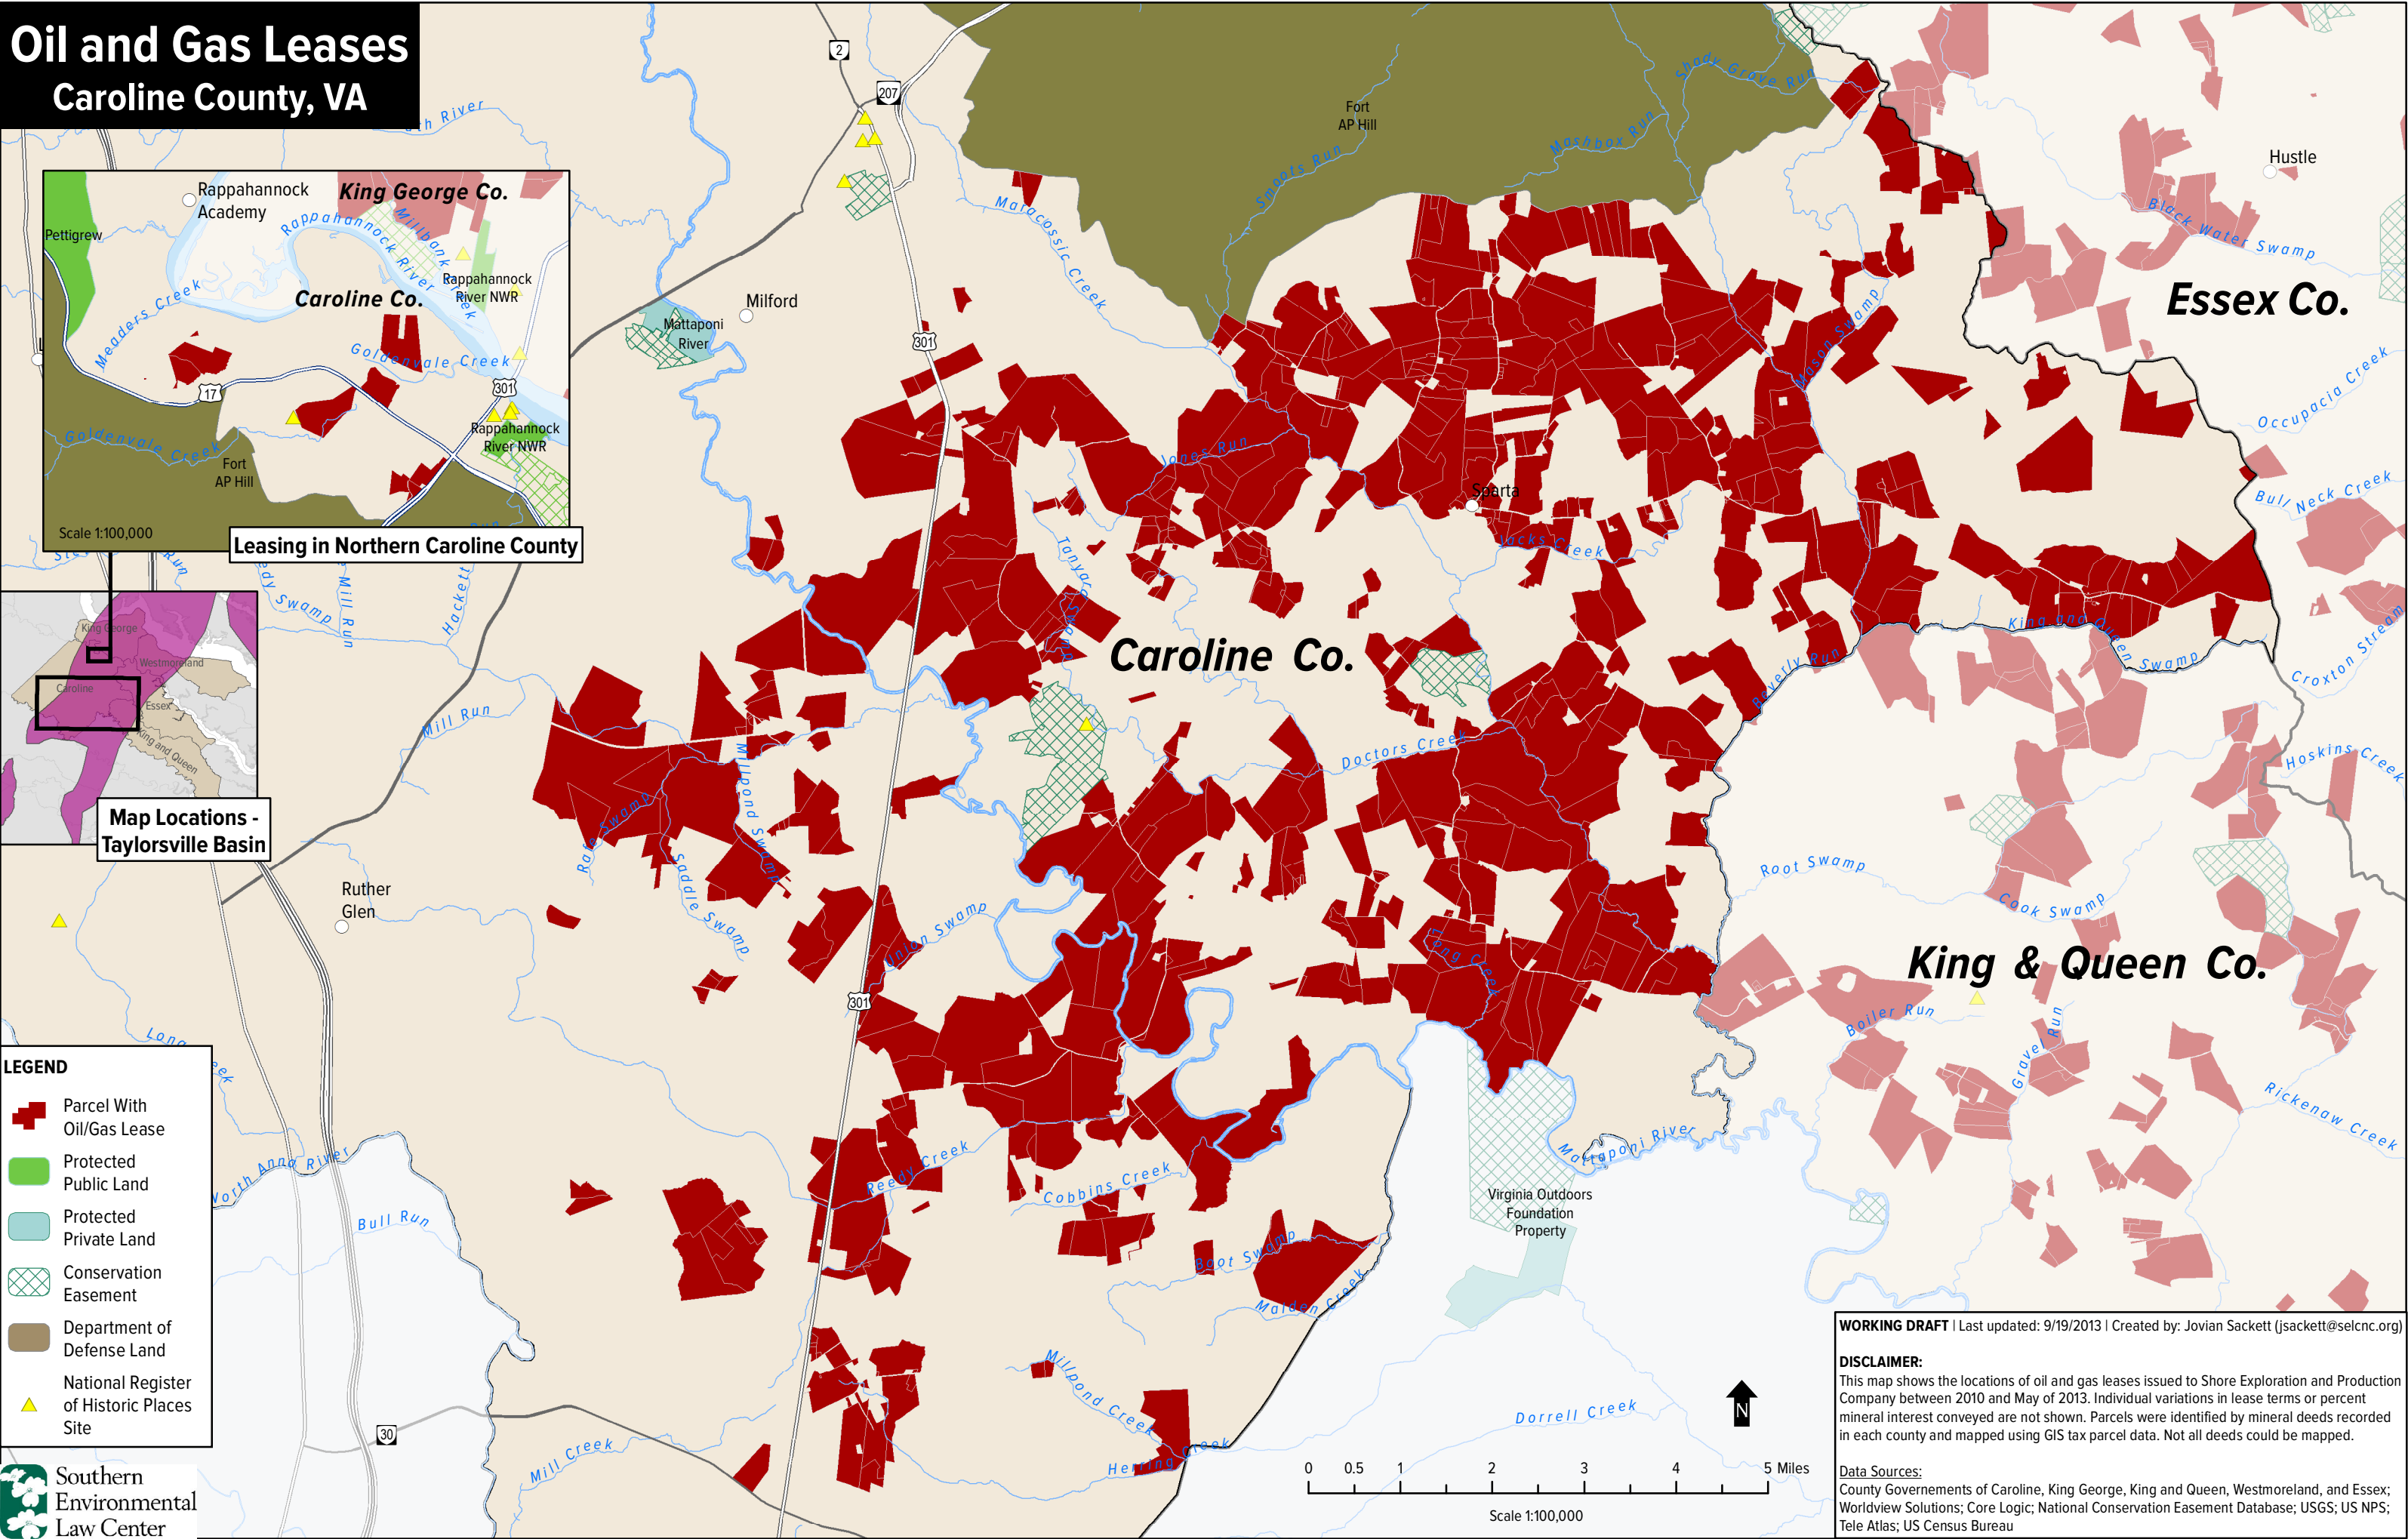 Oil and Gas Leases
Caroline County, VA
2
207
Fort
AP Hill
Shady Grove Run
Mashbox Run
Smoots Run
Maracossic Creek
Hustle
Black Water Swamp
Essex Co.
Occupacia Creek
Rappahannock
Academy
King George Co.
Pettigrew
Rappahannock River
Millbank Creek
Rappahannock
River NWR
Caroline Co.
Meaders Creek
Goldenvale Creek
17
301
Rappahannock
River NWR
Goldenvale Creek
Fort
AP Hill
Scale 1:100,000
Leasing in Northern Caroline County
Milford
Mattaponi
River
301
Mason Swamp
Jones Run
Sparta
Jacks Creek
Bull Neck Creek
Run
Swamp
Mill Run
Hackett
King George
Westmoreland
Caroline
Essex
King and Queen
Map Locations -
Taylorsville Basin
Caroline Co.
King and Queen Swamp
Croxton Stream
Beverly Run
Mill Run
Millpond Swamp
Rafe Swamp
Saddle Swamp
Doctors Creek
Hoskins Creek
Root Swamp
Cook Swamp
Ruther
Glen
Union Swamp
Long Creek
King & Queen Co.
301
Boiler Run
Gravel Run
Rickenaw Creek
North Anna River
Bull Run
Reedy Creek
Cobbins Creek
Mattaponi River
Virginia Outdoors
Foundation
Property
Boot Swamp
Maiden Creek
Millpond Creek
Herring Creek
Dorrell Creek
Mill Creek
30
LEGEND
Parcel With
Oil/Gas Lease
Protected
Public Land
Protected
Private Land
Conservation
Easement
Department of
Defense Land
National Register
of Historic Places
Site
Southern
Environmental
Law Center
N
0 0.5 1 2 3 4 5 Miles
Scale 1:100,000
WORKING DRAFT | Last updated: 9/19/2013 | Created by: Jovian Sackett (jsackett@selcnc.org)
DISCLAIMER:
This map shows the locations of oil and gas leases issued to Shore Exploration and Production
Company between 2010 and May of 2013. Individual variations in lease terms or percent
mineral interest conveyed are not shown. Parcels were identified by mineral deeds recorded
in each county and mapped using GIS tax parcel data. Not all deeds could be mapped.
Data Sources:
County Governements of Caroline, King George, King and Queen, Westmoreland, and Essex;
Worldview Solutions; Core Logic; National Conservation Easement Database; USGS; US NPS;
Tele Atlas; US Census Bureau